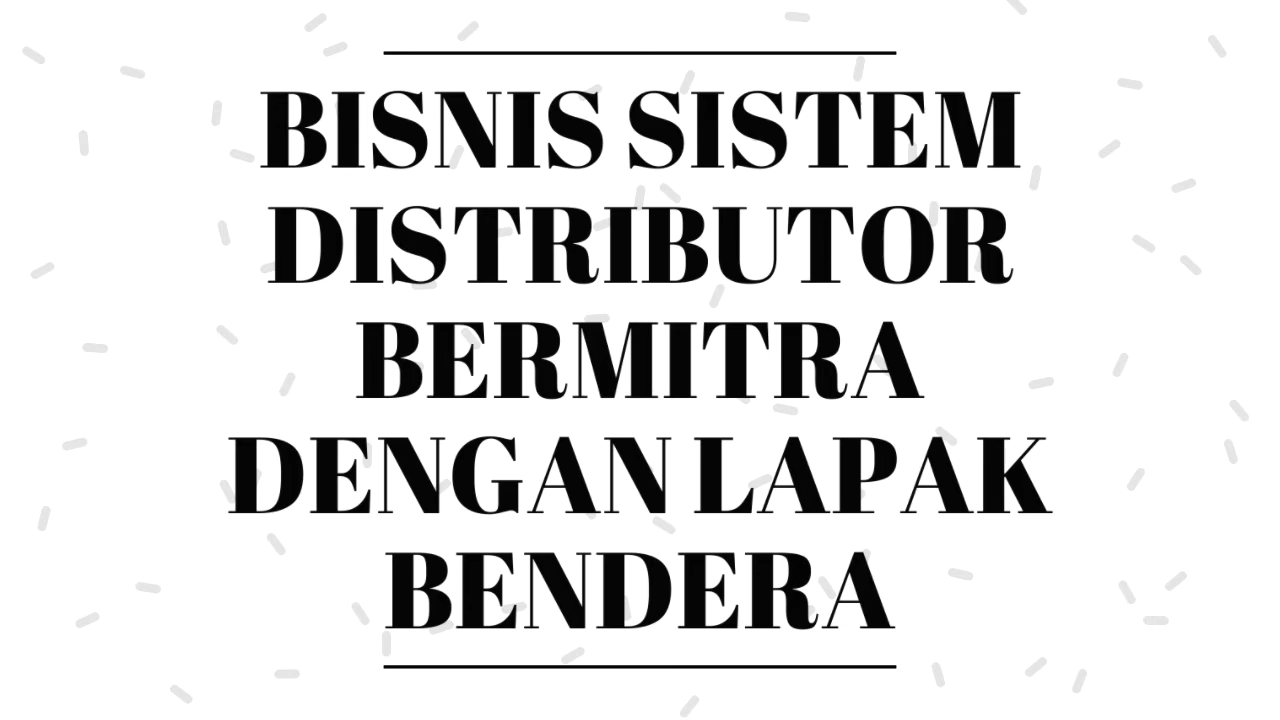 BISNIS SISTEM
DISTRIBUTOR
BERMITRA
DENGAN LAPAK
BENDERA